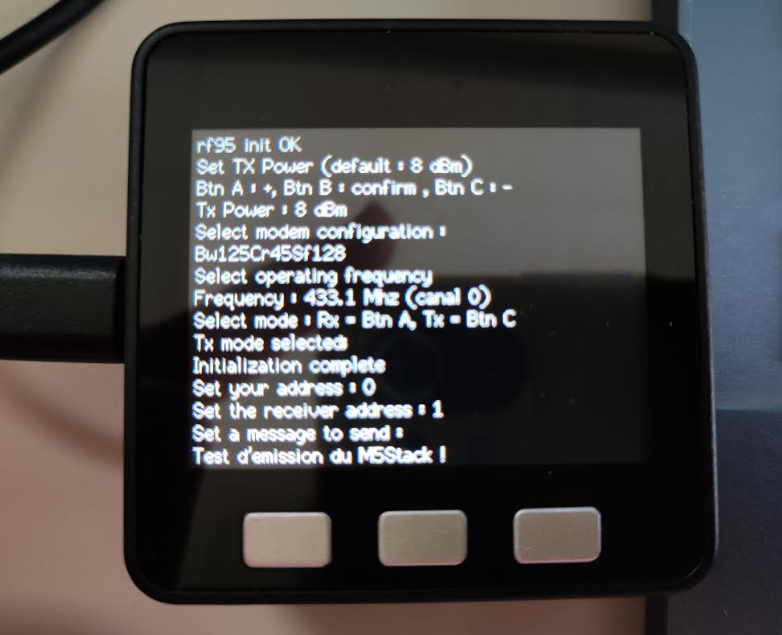 rf95 init OK
Set TX Power (default : 8 dBm)
Btn A : +, Btn B : confirm , Btn C : -
Tx Power : 8 dBm
Select modem configuration :
Bw125Cr45Sf128
Select operating frequency
Frequency : 433.1 Mhz (canal 0)
Select mode : Rx = Btn A, Tx = Btn C
Tx mode selected:
Initialization complete
Set your address : 0
Set the receiver address : 1
Set a message to send :
Test d'emission du M5Stack !